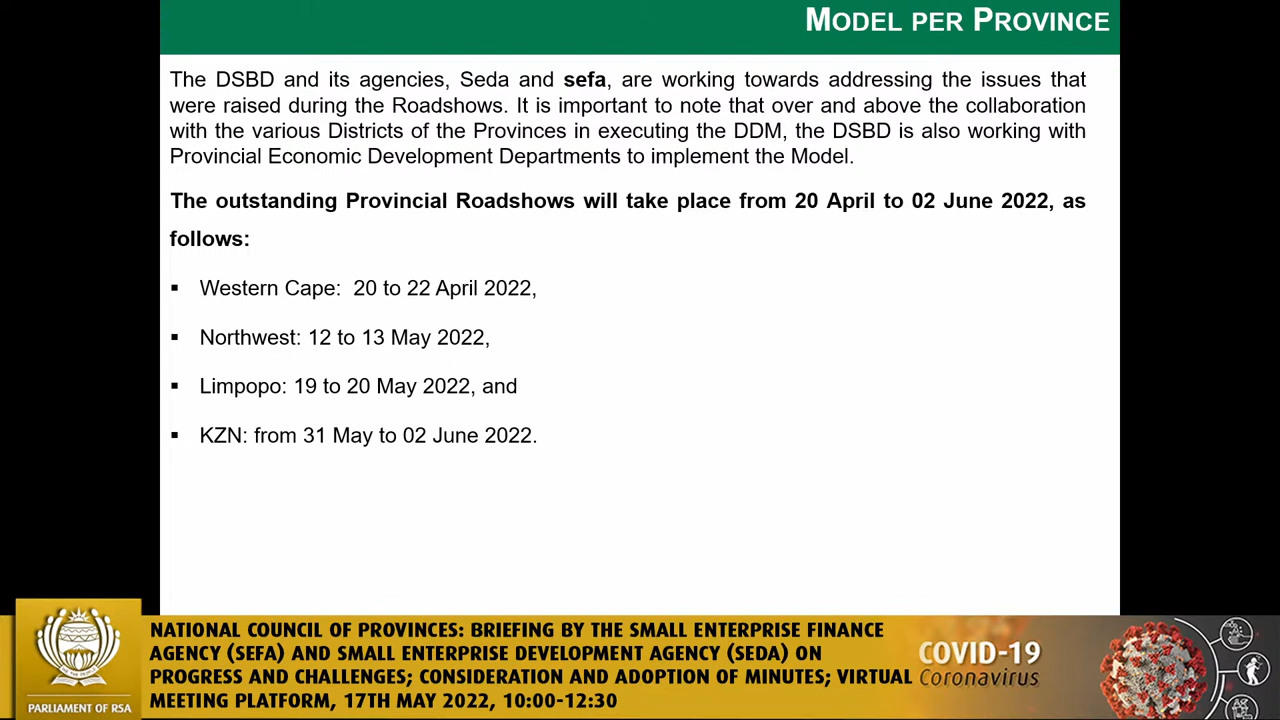 MODEL PER PROVINCE
The DSBD and its agencies, Seda and sefa, are working towards addressing the issues that
were raised during the Roadshows. It is important to note that over and above the collaboration
with the various Districts of the Provinces in executing the DDM, the DSBD is also working with
Provincial Economic Development Departments to implement the Model.
The outstanding Provincial Roadshows will take place from 20 April to 02 June 2022, as
follows:
▪ Western Cape: 20 to 22 April 2022,
▪ Northwest: 12 to 13 May 2022,
▪ Limpopo: 19 to 20 May 2022, and
▪ KZN: from 31 May to 02 June 2022.
NATIONAL COUNCIL OF PROVINCES: BRIEFING BY THE SMALL ENTERPRISE FINANCE
AGENCY (SEFA) AND SMALL ENTERPRISE DEVELOPMENT AGENCY (SEDA) ON
PROGRESS AND CHALLENGES; CONSIDERATION AND ADOPTION OF MINUTES; VIRTUAL
MEETING PLATFORM, 17TH MAY 2022, 10:00-12:30
PARLIAMENT OF RSA
COVID-19
Coronavirus